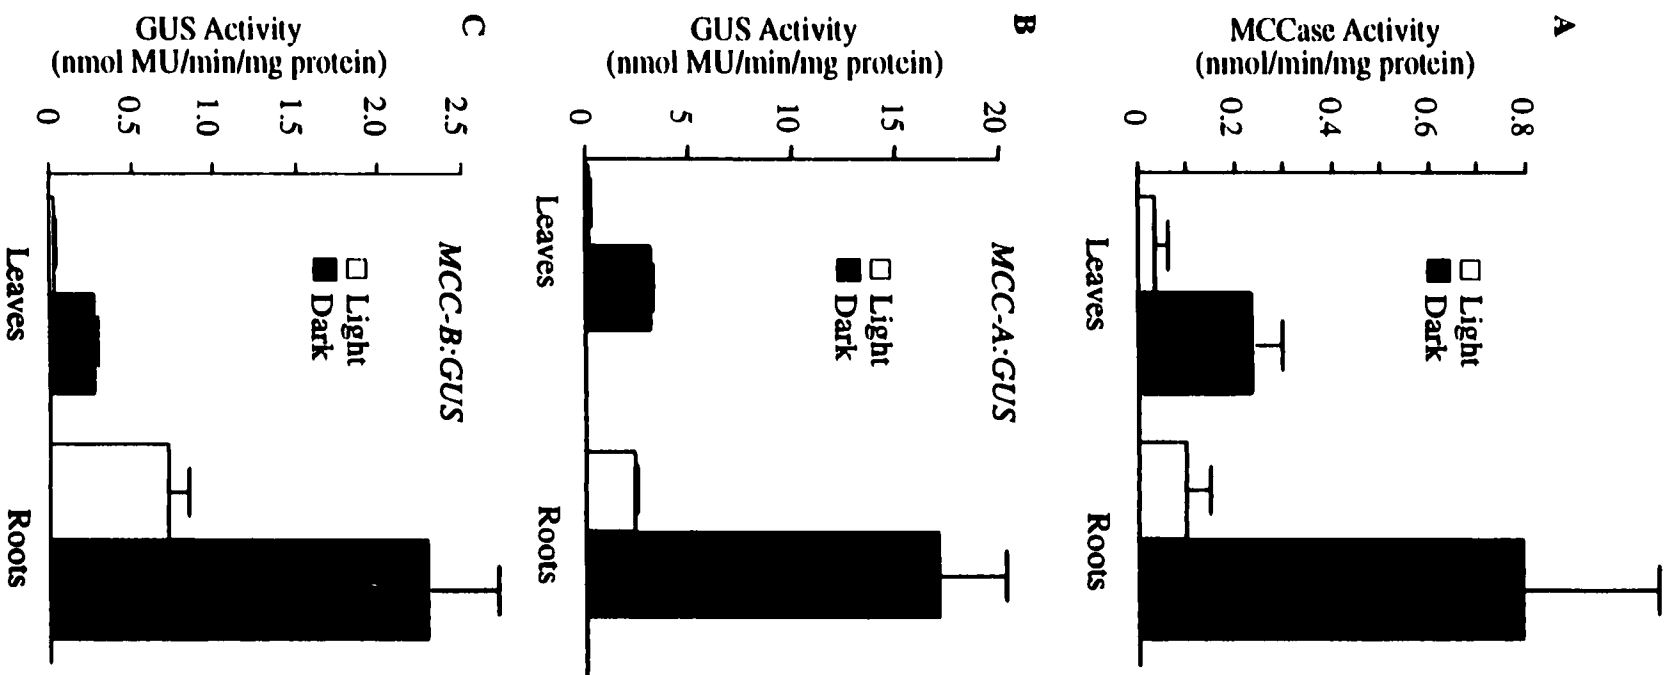 A
MCCase Activity
(nmol/min/mg protein)
0.8
0.6
0.4
0.2
0
Light
Dark
Leaves
Roots
B
GUS Activity
(nmol MU/min/mg protein)
20
15
10
5
0
MCC-A:GUS
Light
Dark
Leaves
Roots
C
GUS Activity
(nmol MU/min/mg protein)
2.5
2.0
1.5
1.0
0.5
0
MCC-B:GUS
Light
Dark
Leaves
Roots